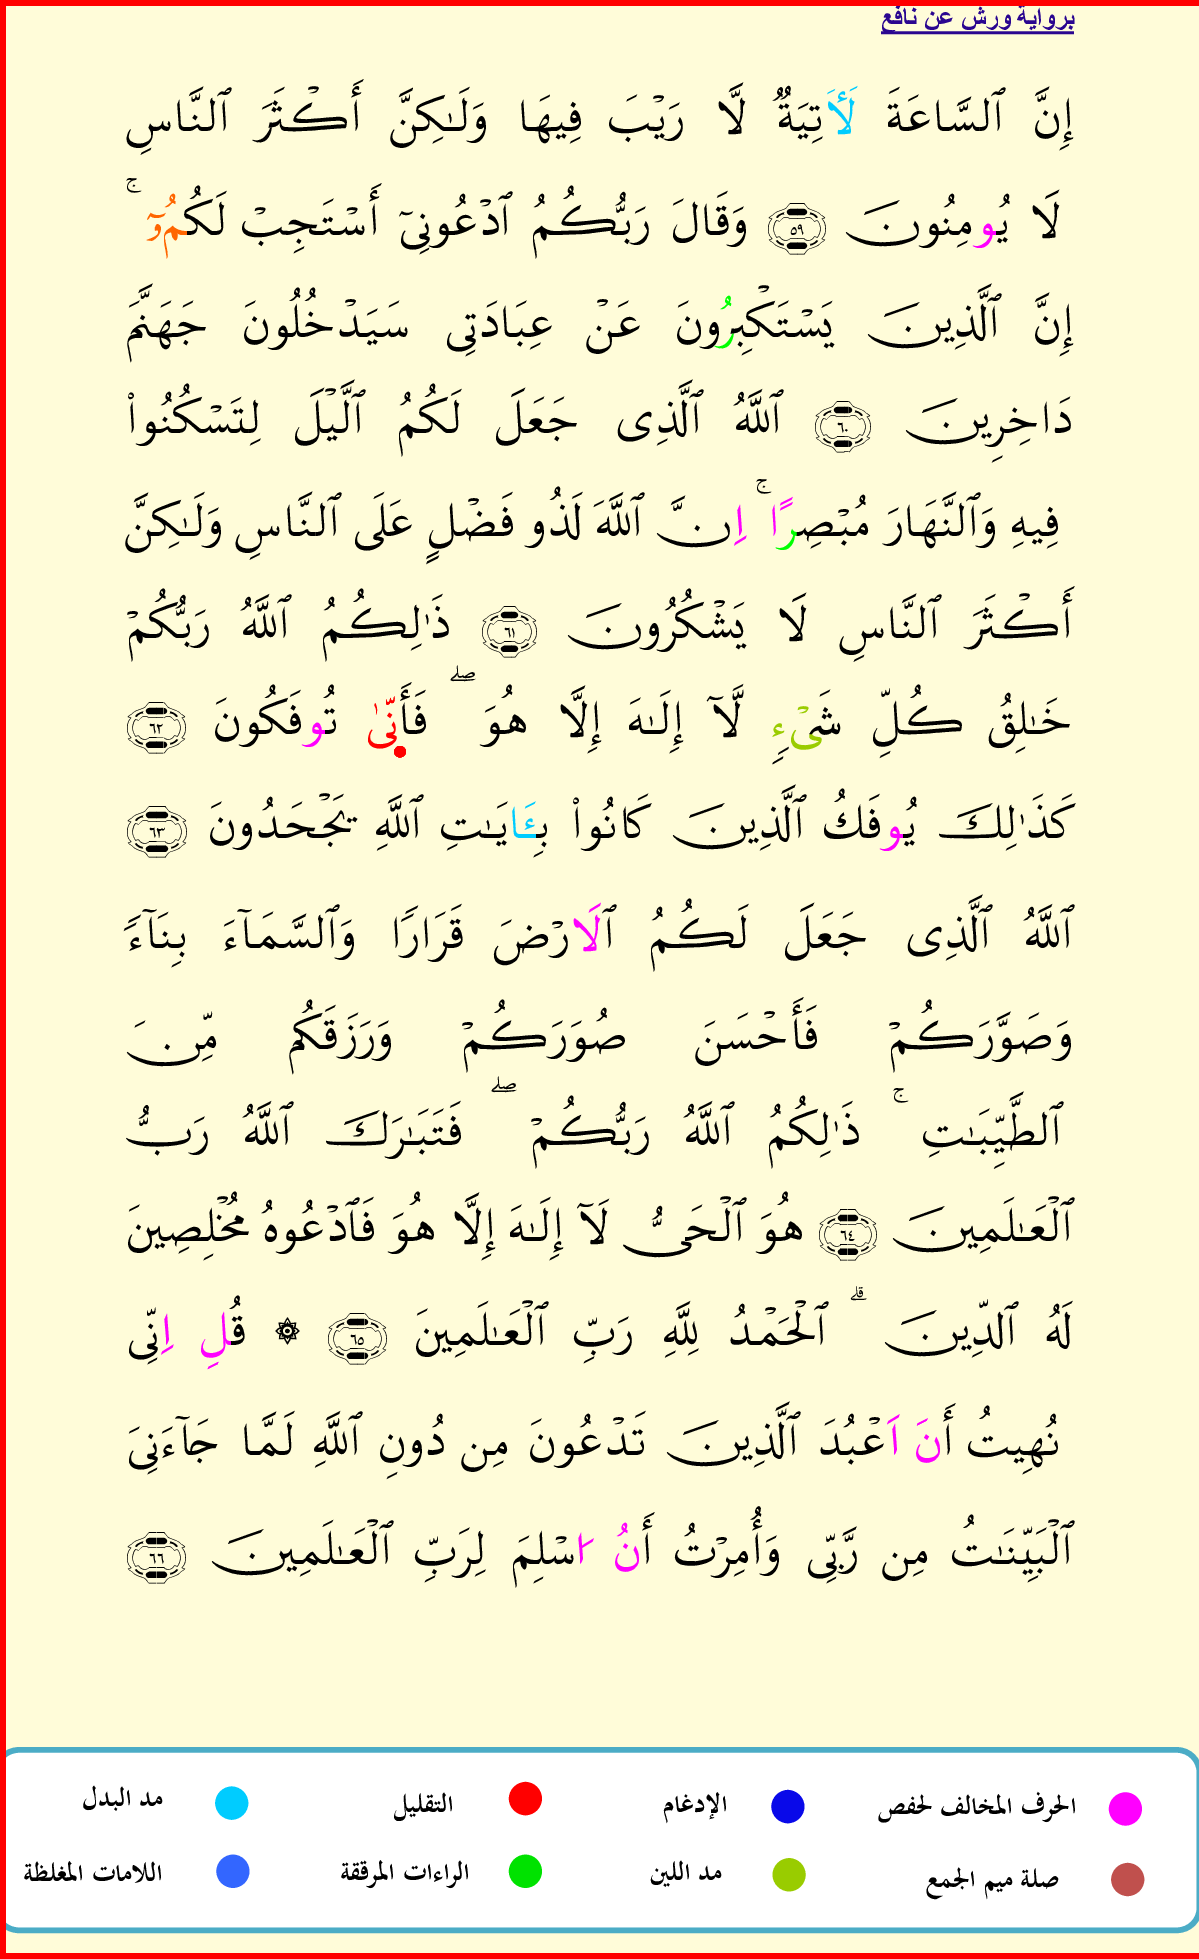 برواية ورش عن نافع
إِنَّ ٱلسَّاعَةَ لَأٓتِيَةٌ لَّا رَيْبَ فِيهَا وَلَٰكِنَّ أَكْثَرَ ٱلنَّاسِ
لَا يُومِنُونَ ٥٩ وَقَالَ رَبُّكُمُ ٱدْعُونِىٓ أَسْتَجِبْ لَكُمُۥٓ ۚ
إِنَّ ٱلَّذِينَ يَسْتَكْبِرُونَ عَنْ عِبَادَتِى سَيَدْخُلُونَ جَهَنَّمَ
دَاخِرِينَ ٦٠ ٱللَّهُ ٱلَّذِى جَعَلَ لَكُمُ ٱلَّيْلَ لِتَسْكُنُوا۟
فِيهِ وَٱلنَّهَارَ مُبْصِرًا ۚ اِنَّ ٱللَّهَ لَذُو فَضْلٍ عَلَى ٱلنَّاسِ وَلَٰكِنَّ
أَكْثَرَ ٱلنَّاسِ لَا يَشْكُرُونَ ٦١ ذَٰلِكُمُ ٱللَّهُ رَبُّكُمْ
خَٰلِقُ كُلِّ شَىْءٍ لَّآ إِلَٰهَ إِلَّا هُوَ ۖ فَأَنّ۪ىٰ تُوفَكُونَ ٦٢
كَذَٰلِكَ يُوفَكُ ٱلَّذِينَ كَانُوا۟ بِـَٔايَٰتِ ٱللَّهِ يَجْحَدُونَ ٦٣
ٱللَّهُ ٱلَّذِى جَعَلَ لَكُمُ ٱلَارْضَ قَرَارًا وَٱلسَّمَآءَ بِنَآءً
وَصَوَّرَكُمْ فَأَحْسَنَ صُوَرَكُمْ وَرَزَقَكُم مِّنَ
ٱلطَّيِّبَٰتِ ۚ ذَٰلِكُمُ ٱللَّهُ رَبُّكُمْ ۖ فَتَبَٰرَكَ ٱللَّهُ رَبُّ
ٱلْعَٰلَمِينَ ٦٤ هُوَ ٱلْحَىُّ لَآ إِلَٰهَ إِلَّا هُوَ فَٱدْعُوهُ مُخْلِصِينَ
لَهُ ٱلدِّينَ ۗ ٱلْحَمْدُ لِلَّهِ رَبِّ ٱلْعَٰلَمِينَ ٦٥ ۞ قُلِ اِنِّى
نُهِيتُ أَنَ اَعْبُدَ ٱلَّذِينَ تَدْعُونَ مِن دُونِ ٱللَّهِ لَمَّا جَآءَنِىَ
ٱلْبَيِّنَٰتُ مِن رَّبِّى وَأُمِرْتُ أَنُ ا۟سْلِمَ لِرَبِّ ٱلْعَٰلَمِينَ ٦٦
الحرف المخالف لحفص الإدغام التقليل مد البدل
صلة ميم الجمع مد اللين الراءات المرققة اللامات المغلظة